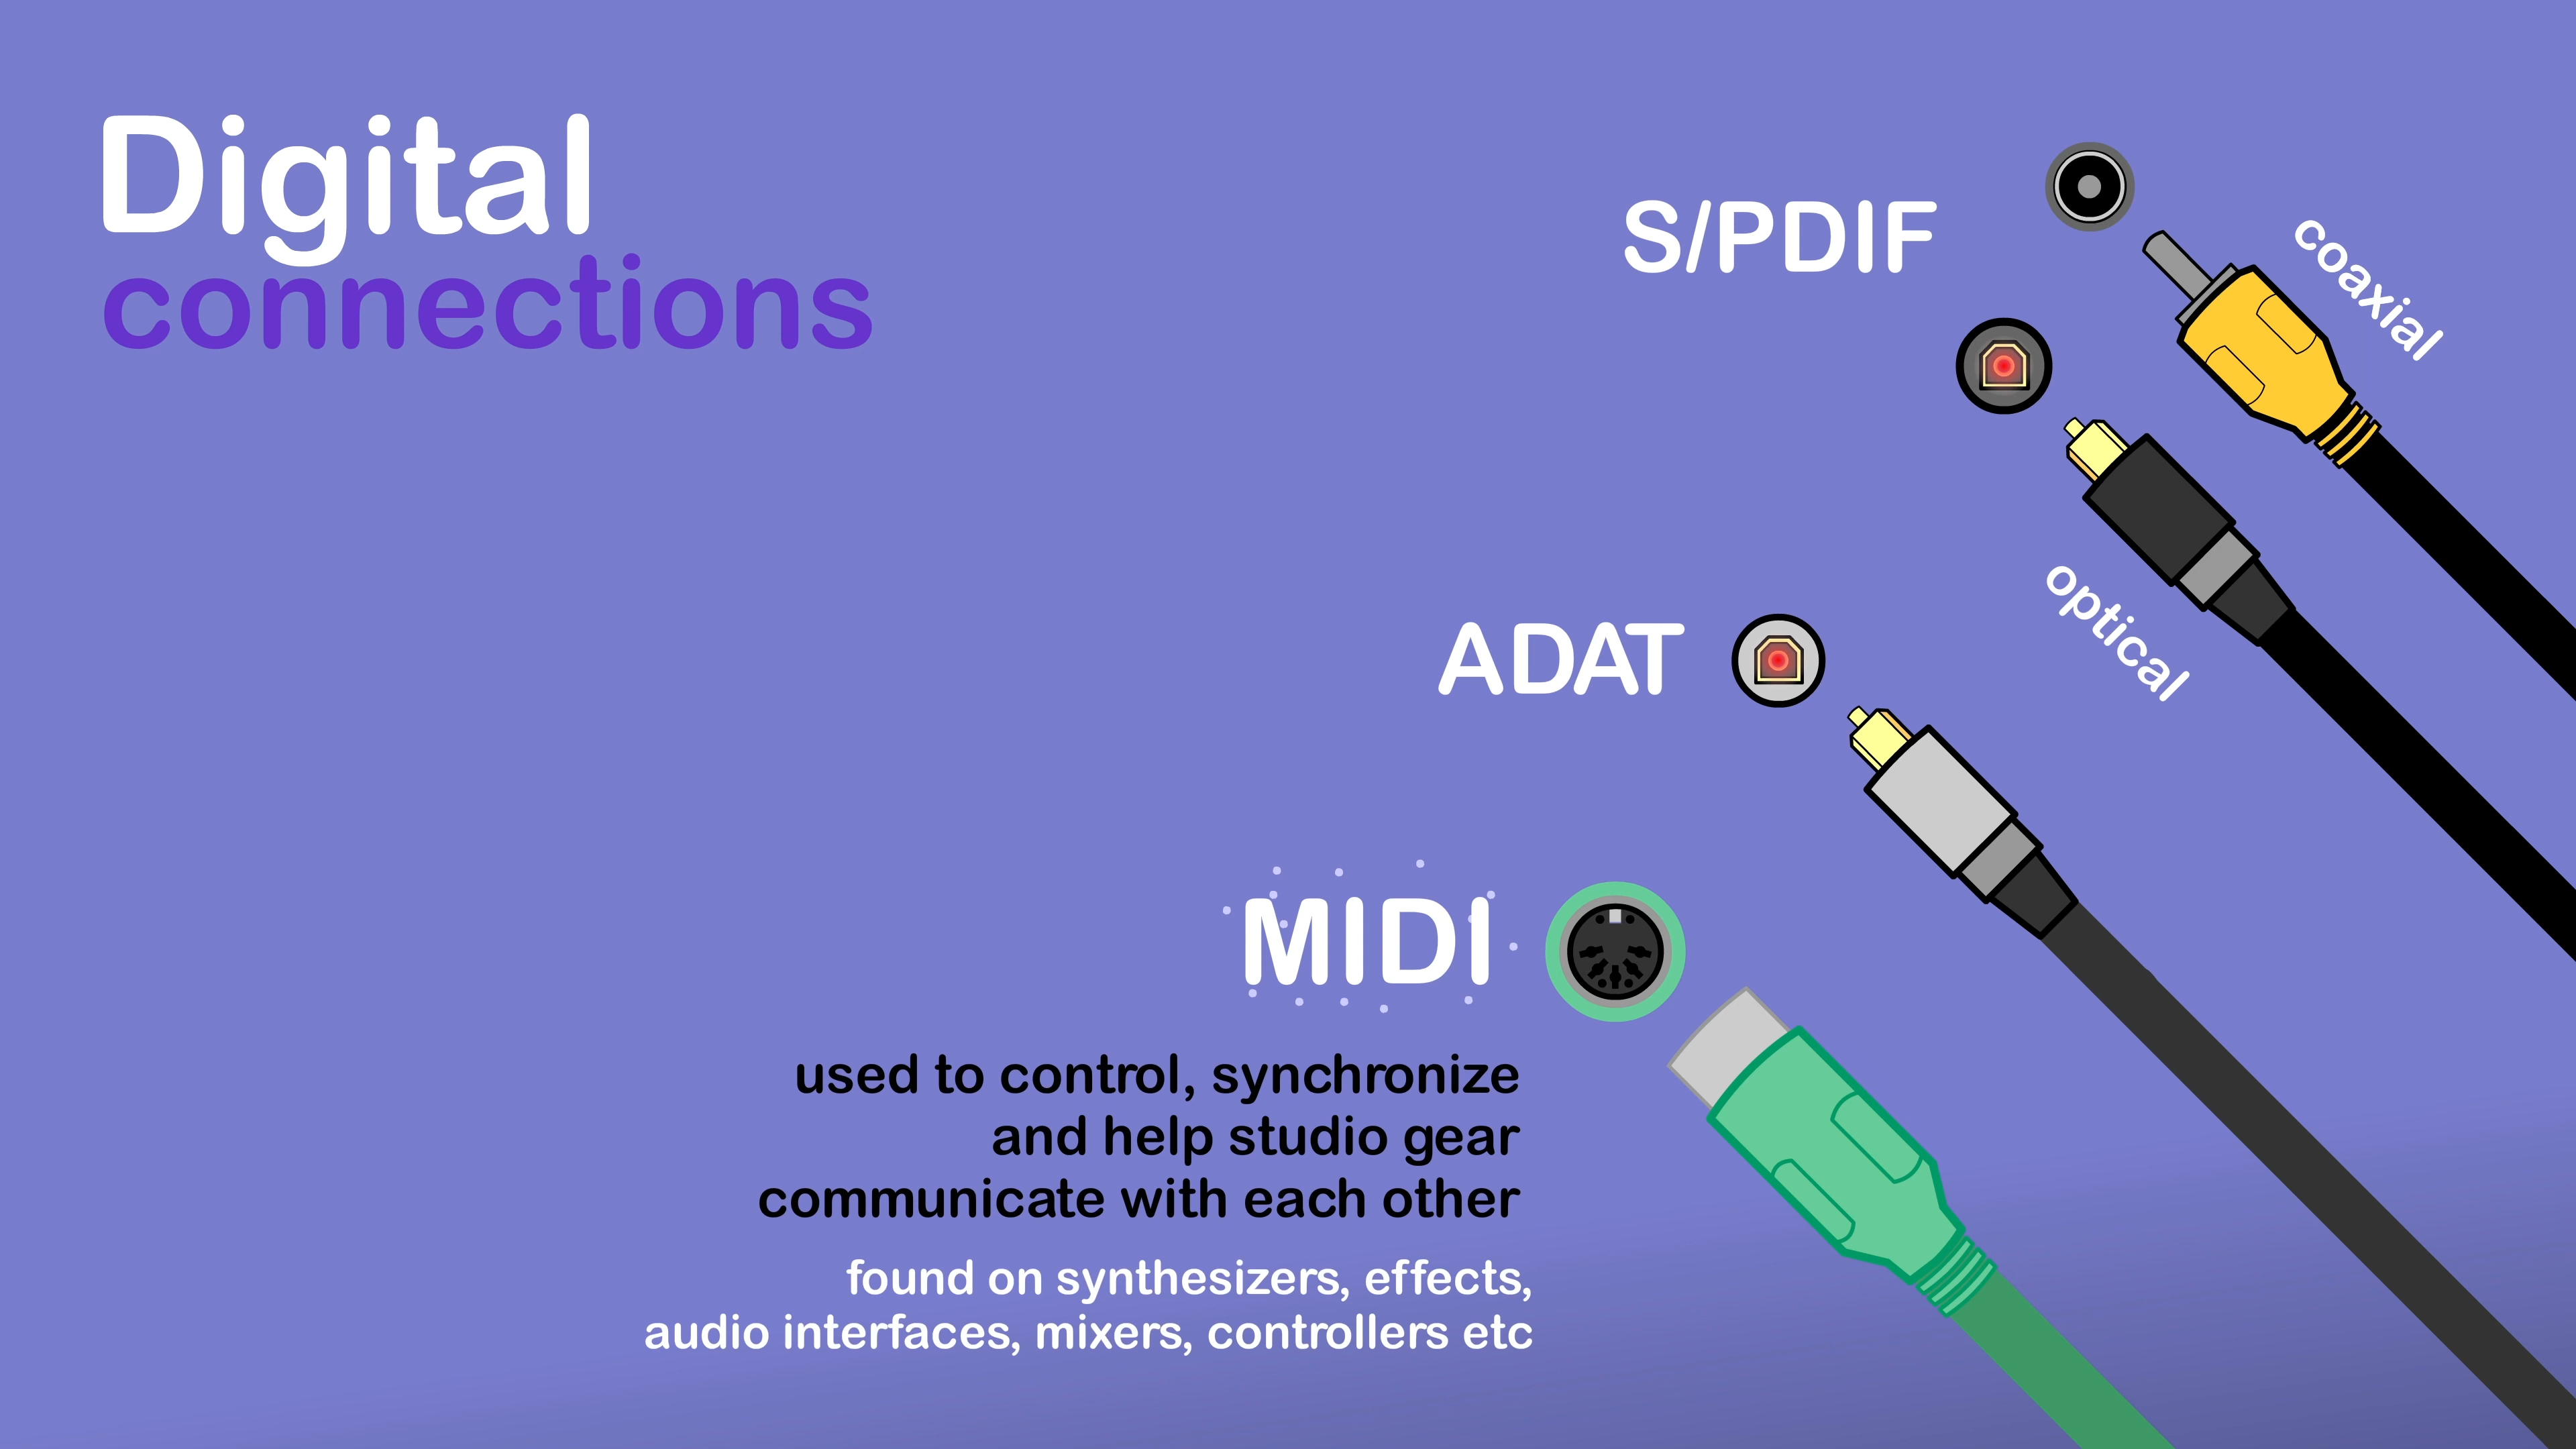 Digital
connections
S/PDIF
coaxial
optical
ADAT
MIDI
used to control, synchronize
and help studio gear
communicate with each other
found on synthesizers, effects,
audio interfaces, mixers, controllers etc